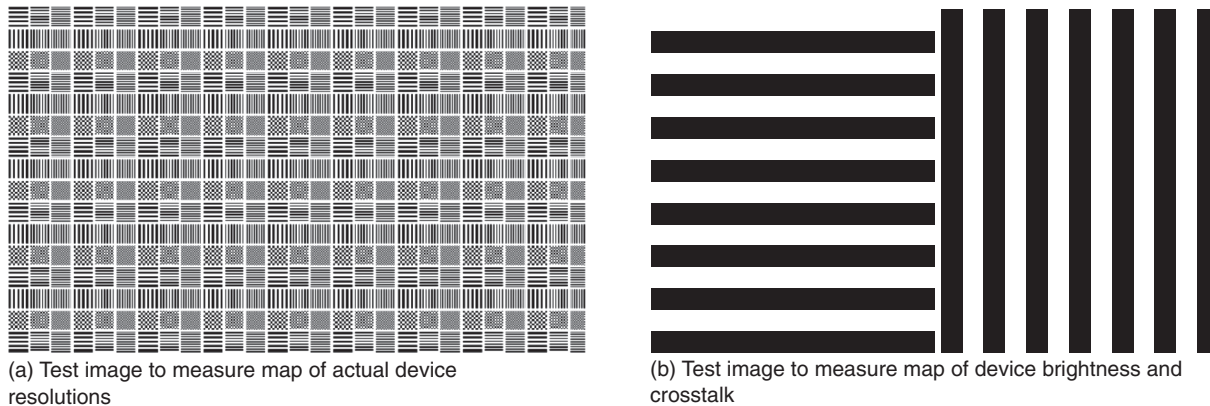 (a) Test image to measure map of actual device
resolutions
(b) Test image to measure map of device brightness and
crosstalk